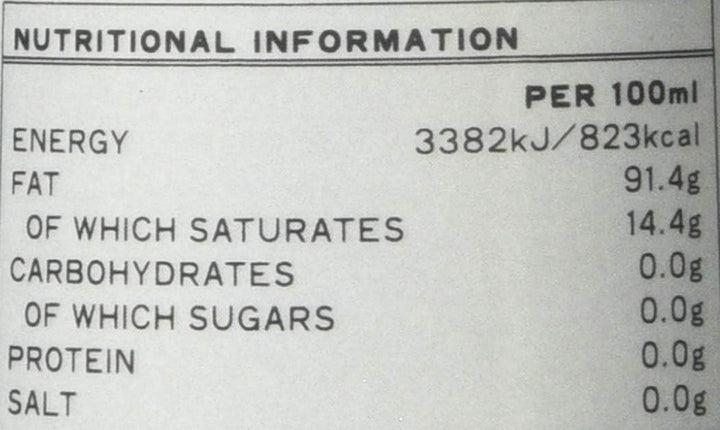 NUTRITIONAL INFORMATION
PER 100ml
ENERGY 3382kJ/823kcal
FAT 91.4g
OF WHICH SATURATES 14.4g
CARBOHYDRATES 0.0g
OF WHICH SUGARS 0.0g
PROTEIN 0.0g
SALT 0.0g